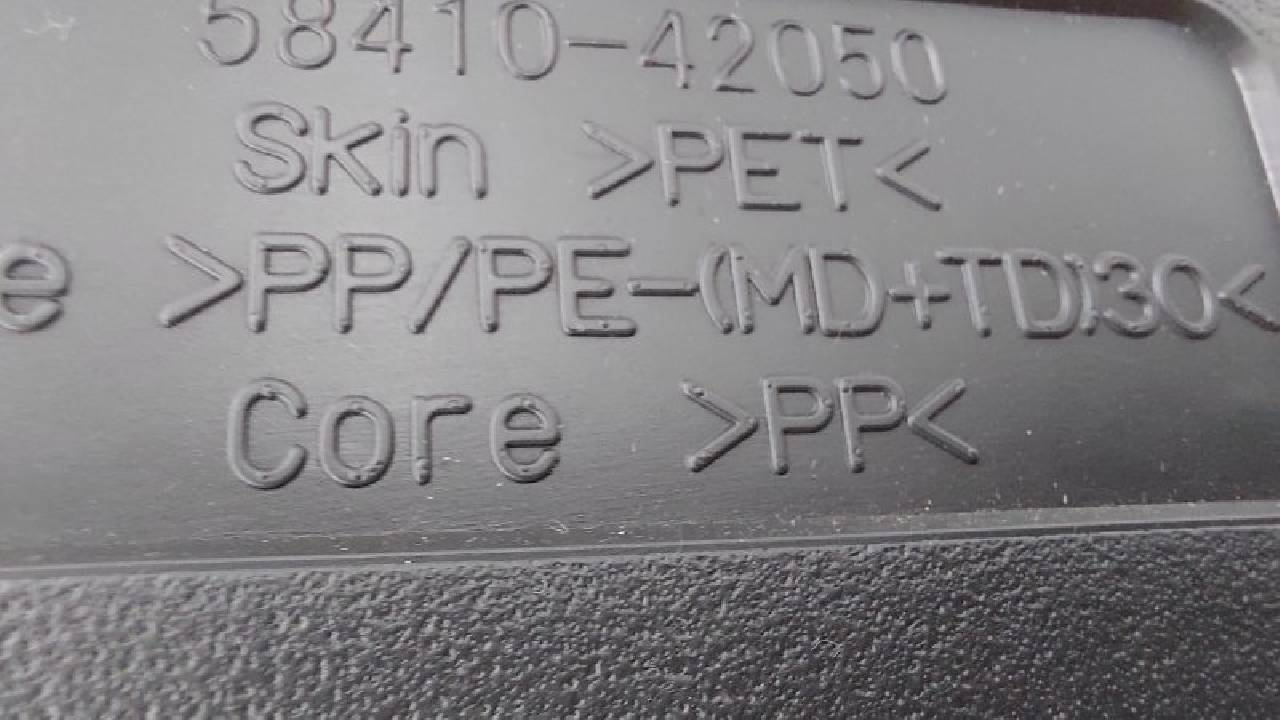 58410-42050
Skin >PET<
e >PP/PE-(MD+TD)30<
Core >PP<